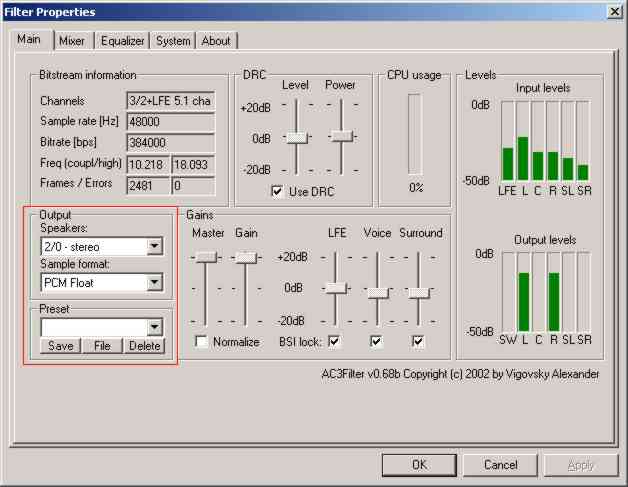 Filter Properties
Main Mixer Equalizer System About
Bitstream information
Channels 3/2+LFE 5.1 cha
Sample rate [Hz] 48000
Bitrate [bps] 384000
Freq (coupl/high) 10.218 18.093
Frames / Errors 2481 0
DRC
Level Power
+20dB
0dB
-20dB
Use DRC
CPU usage
0%
Levels
Input levels
0dB
-50dB
LFE L C R SL SR
Output levels
0dB
-50dB
SW L C R SL SR
Output
Speakers:
2/0 - stereo
Sample format:
PCM Float
Preset
Save File Delete
Gains
Master Gain LFE Voice Surround
+20dB
0dB
-20dB
Normalize BSI lock:
AC3Filter v0.68b Copyright (c) 2002 by Vigovsky Alexander
OK Cancel Apply